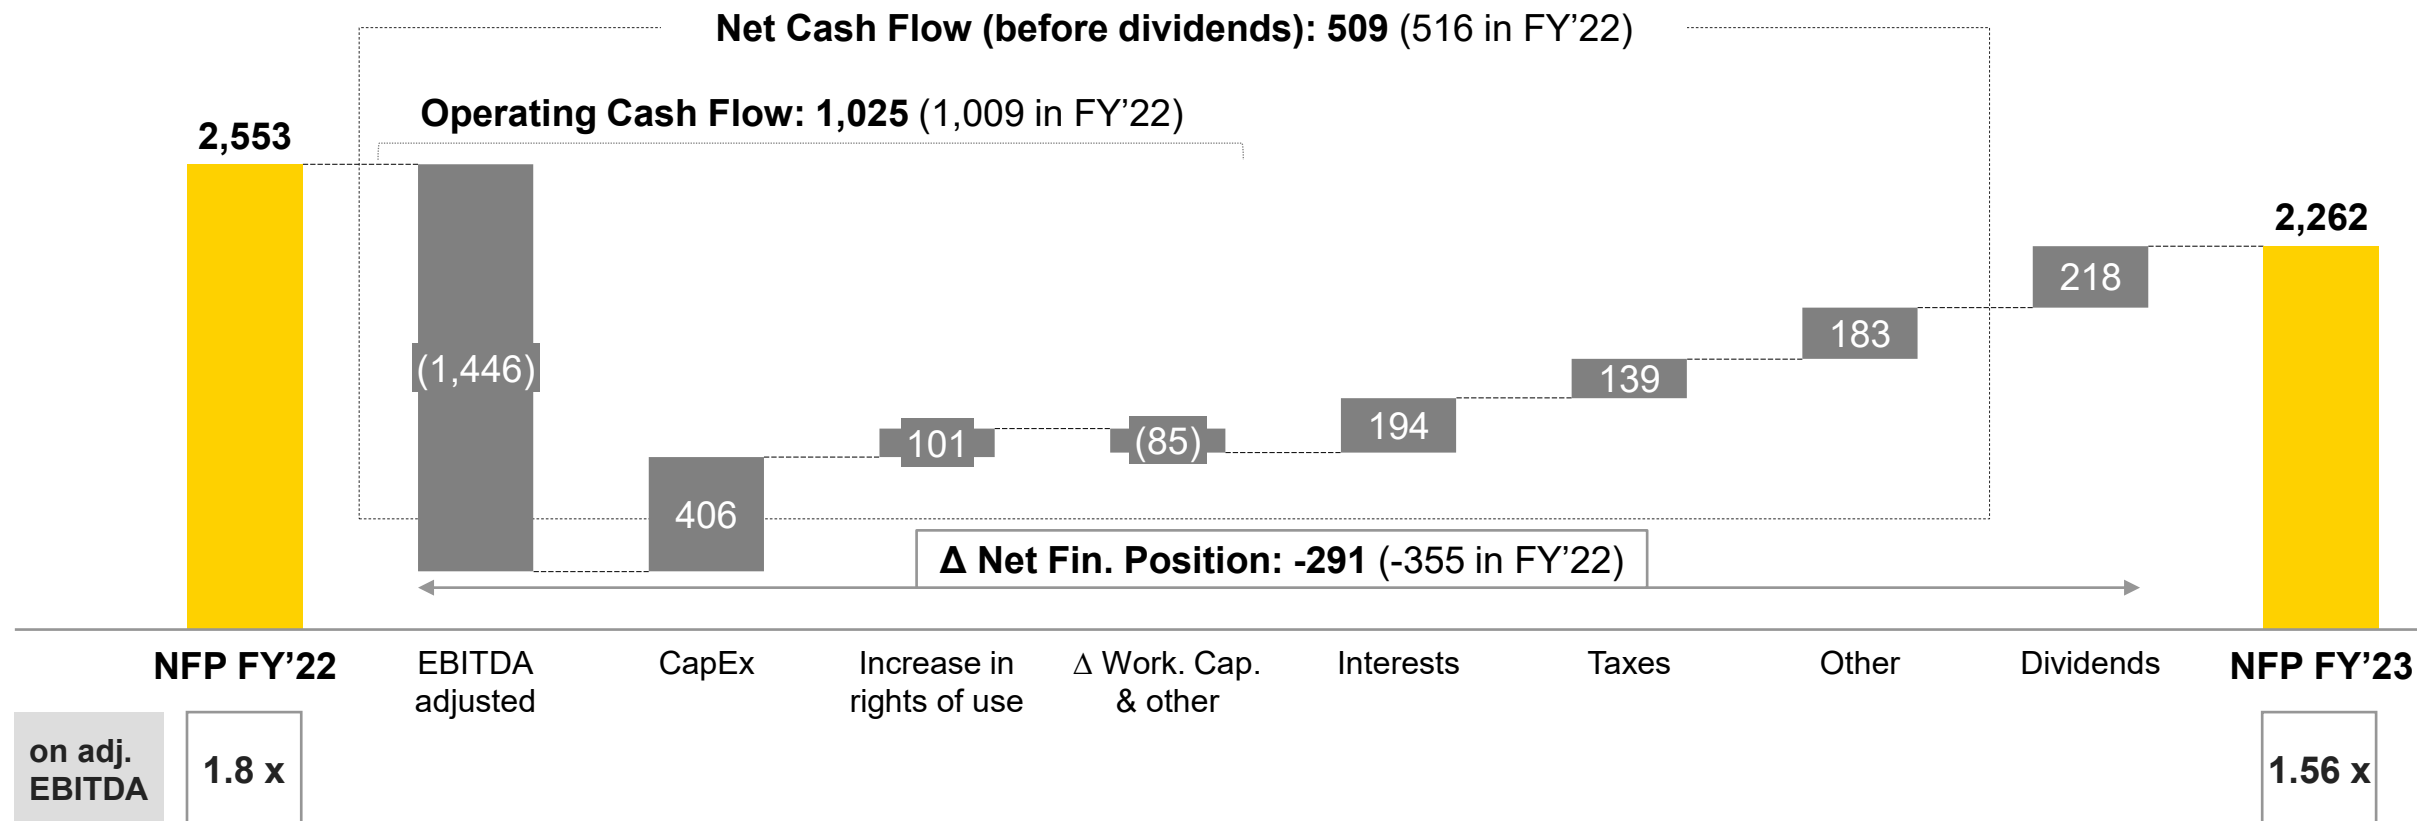 Net Cash Flow (before dividends): 509 (516 in FY’22)
Operating Cash Flow: 1,025 (1,009 in FY’22)
2,553
2,262
218
183
(1,446)
139
194
101
(85)
406
Δ Net Fin. Position: -291 (-355 in FY’22)
NFP FY’22
EBITDA
adjusted
CapEx
Increase in
rights of use
Δ Work. Cap.
& other
Interests
Taxes
Other
Dividends
NFP FY’23
on adj.
EBITDA
1.8 x
1.56 x